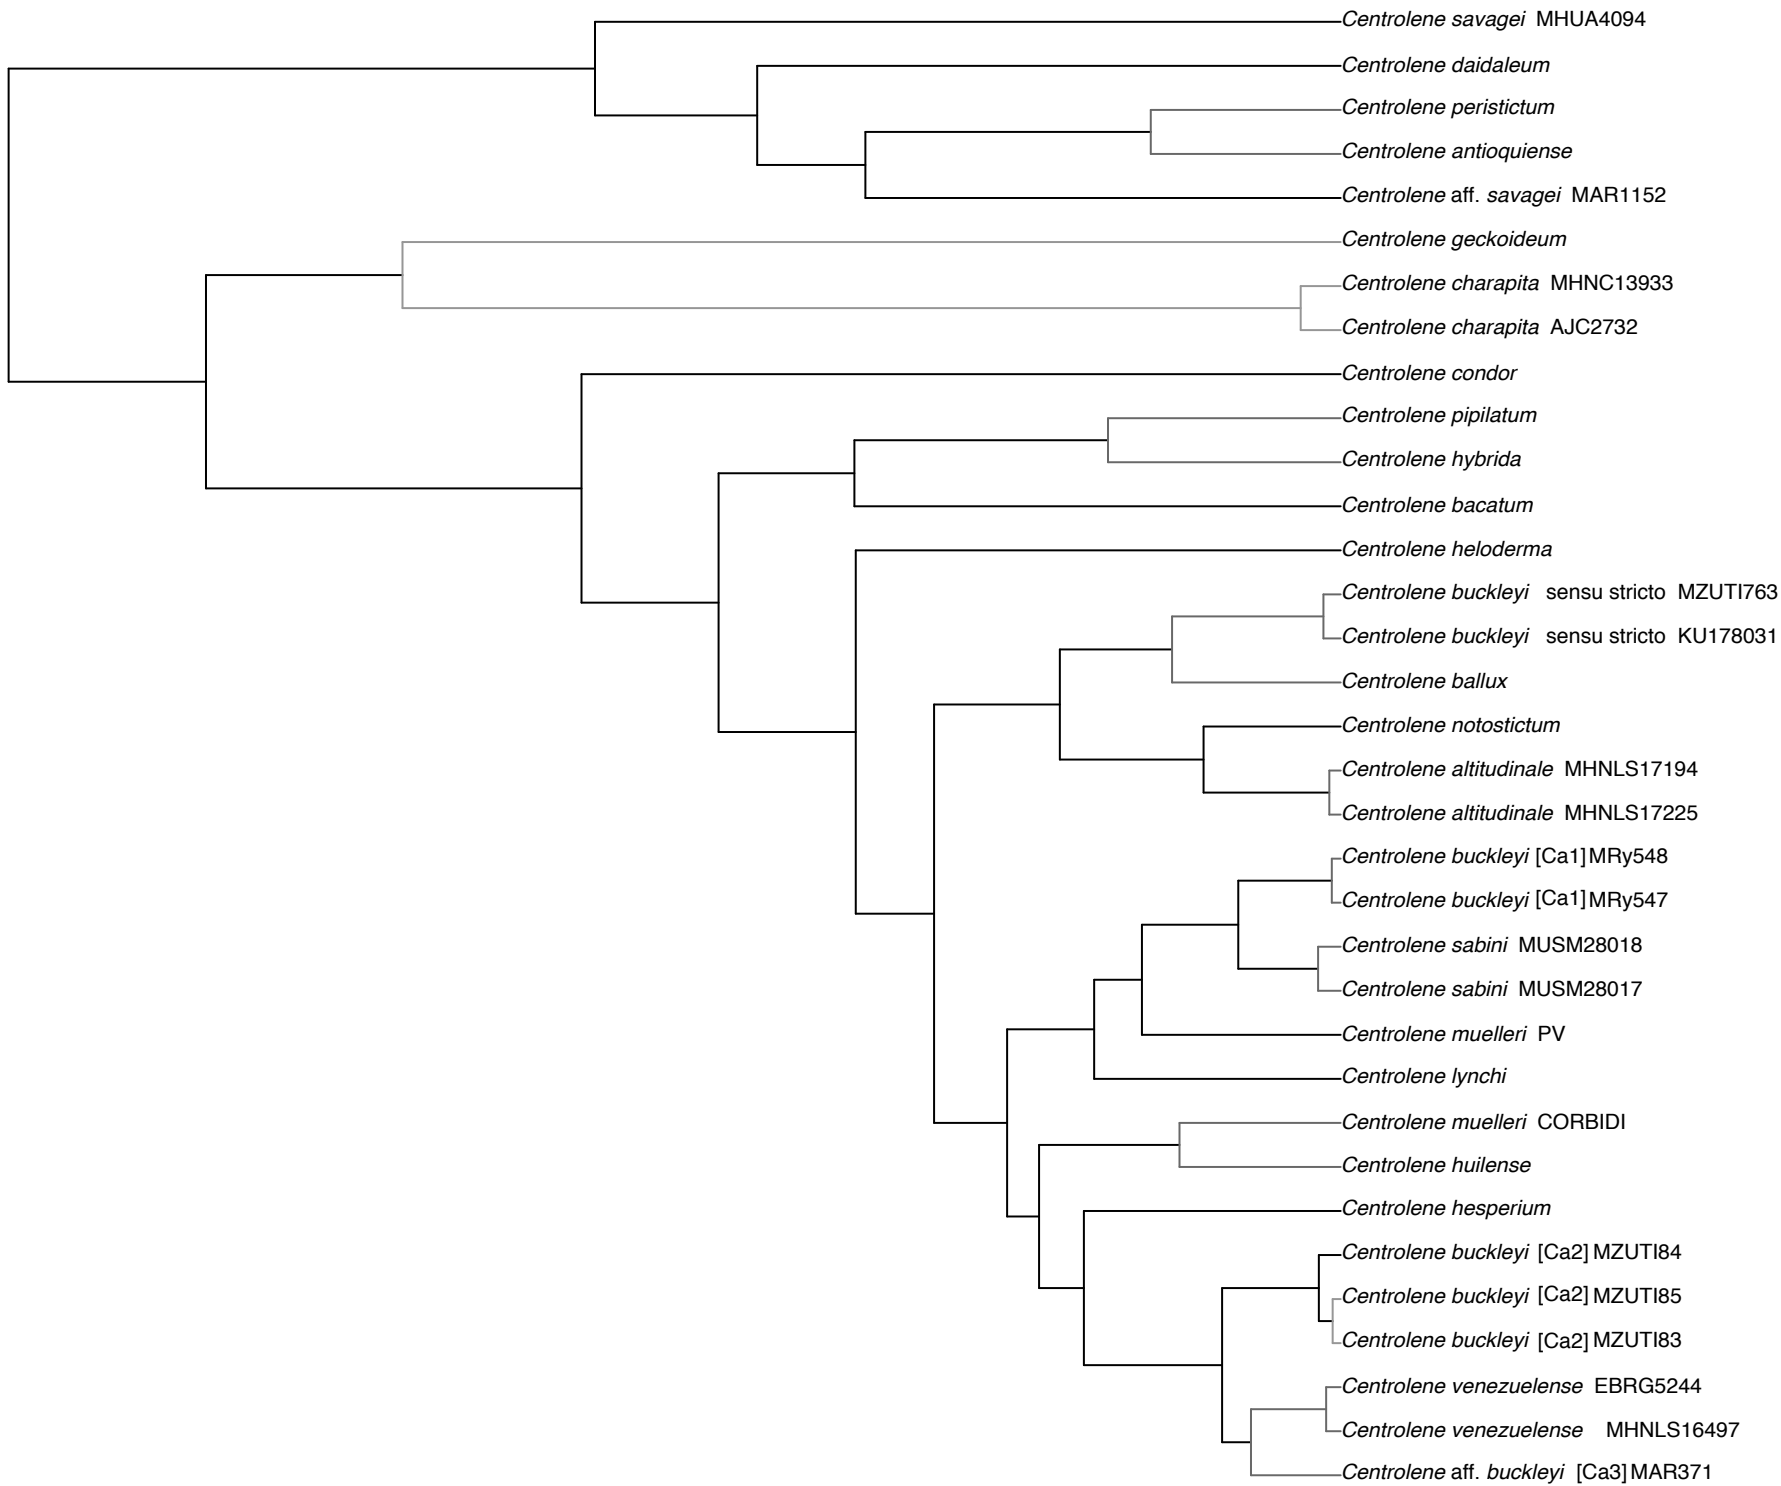 Centrolene savagei MHUA4094
Centrolene daidaleum
Centrolene peristictum
Centrolene antioquiense
Centrolene aff. savagei MAR1152
Centrolene geckoideum
Centrolene charapita MHNC13933
Centrolene charapita AJC2732
Centrolene condor
Centrolene pipilatum
Centrolene hybrida
Centrolene bacatum
Centrolene heloderma
Centrolene buckleyi sensu stricto MZUTI763
Centrolene buckleyi sensu stricto KU178031
Centrolene ballux
Centrolene notostictum
Centrolene altitudinale MHNLS17194
Centrolene altitudinale MHNLS17225
Centrolene buckleyi [Ca1] MRy548
Centrolene buckleyi [Ca1] MRy547
Centrolene sabini MUSM28018
Centrolene sabini MUSM28017
Centrolene muelleri PV
Centrolene lynchi
Centrolene muelleri CORBIDI
Centrolene huilense
Centrolene hesperium
Centrolene buckleyi [Ca2] MZUTI84
Centrolene buckleyi [Ca2] MZUTI85
Centrolene buckleyi [Ca2] MZUTI83
Centrolene venezuelense EBRG5244
Centrolene venezuelense MHNLS16497
Centrolene aff. buckleyi [Ca3] MAR371